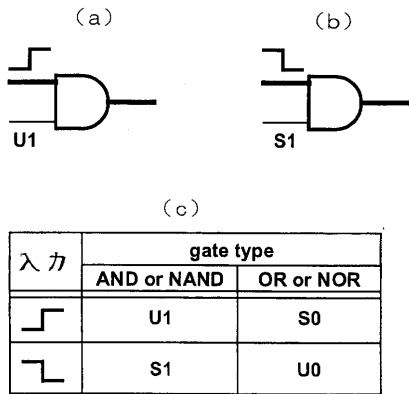 (a) (b)
U1 S1
(c)
入力 gate type
AND or NAND OR or NOR
U1 S0
S1 U0